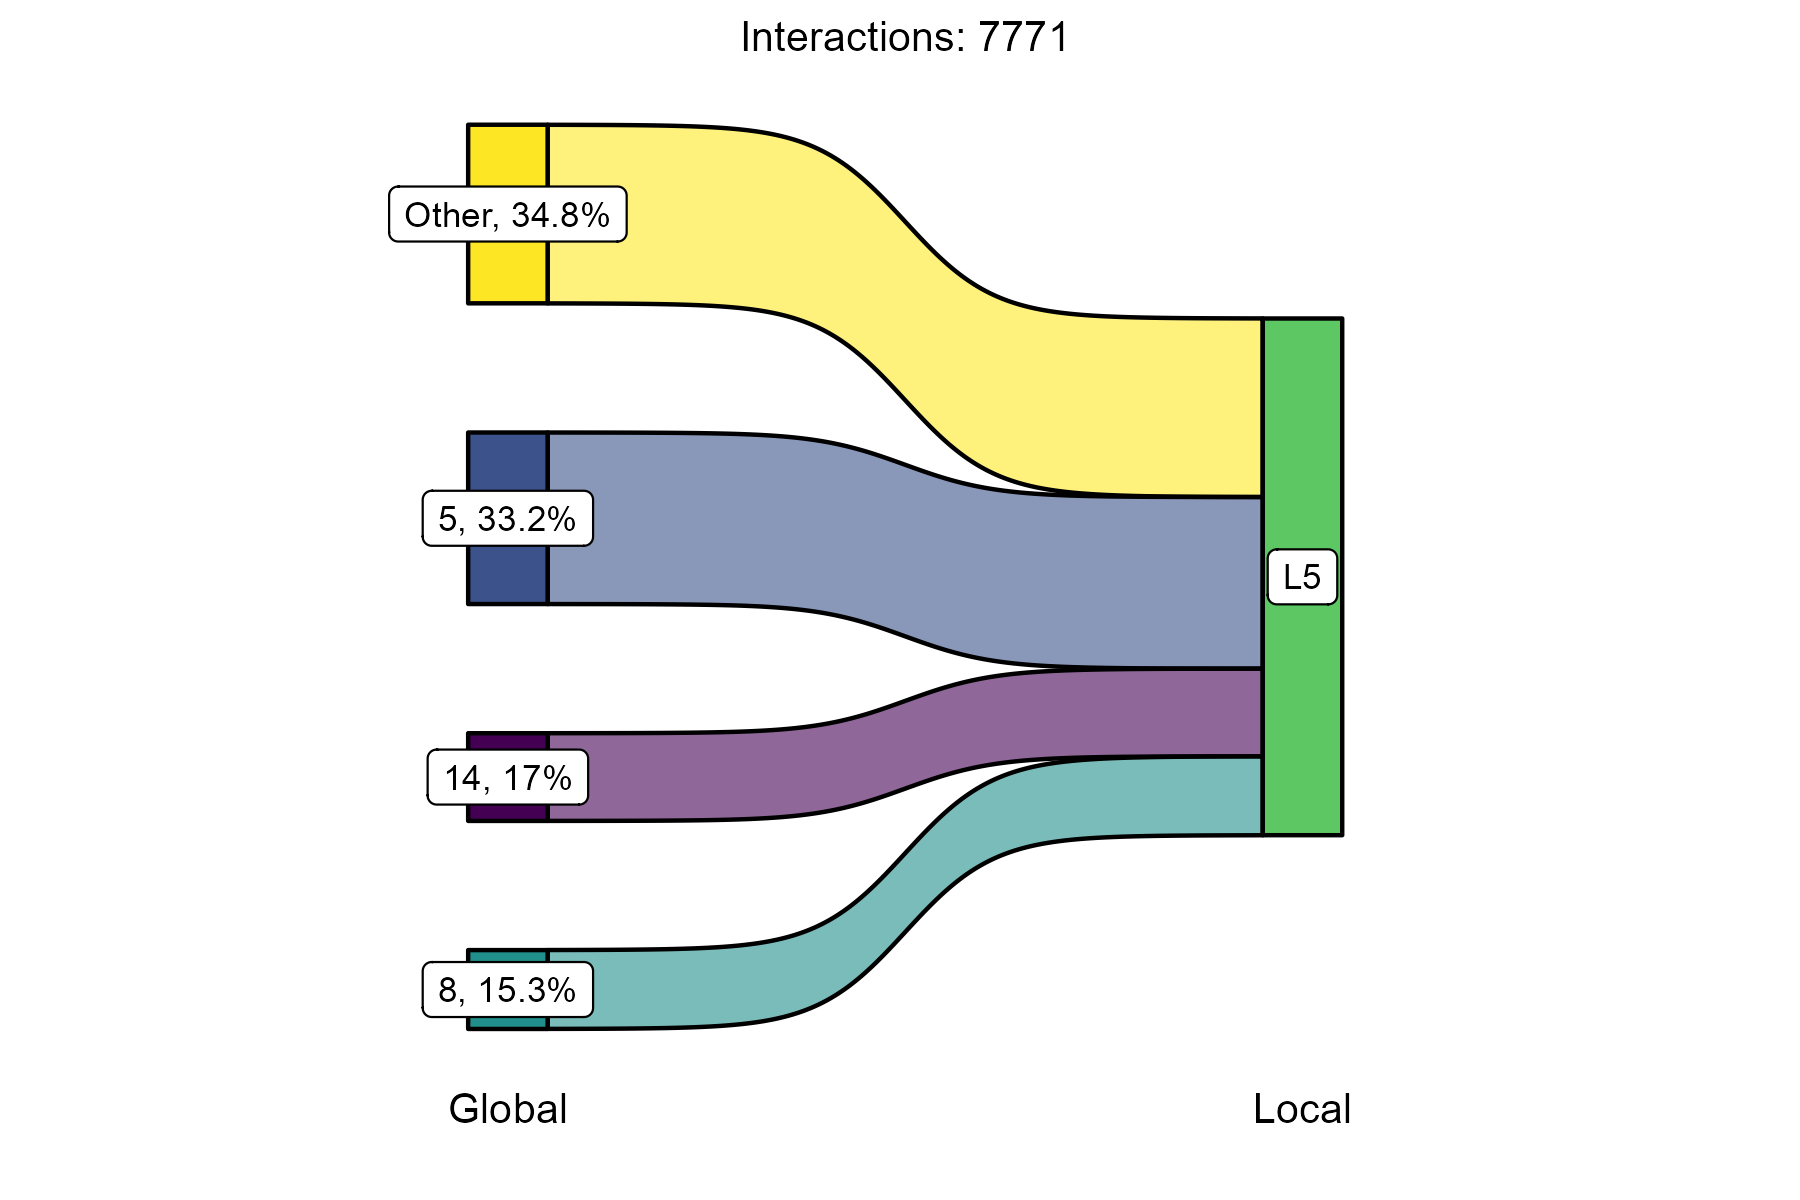 Interactions: 7771
Other, 34.8%
5, 33.2%
L5
14, 17%
8, 15.3%
Global
Local